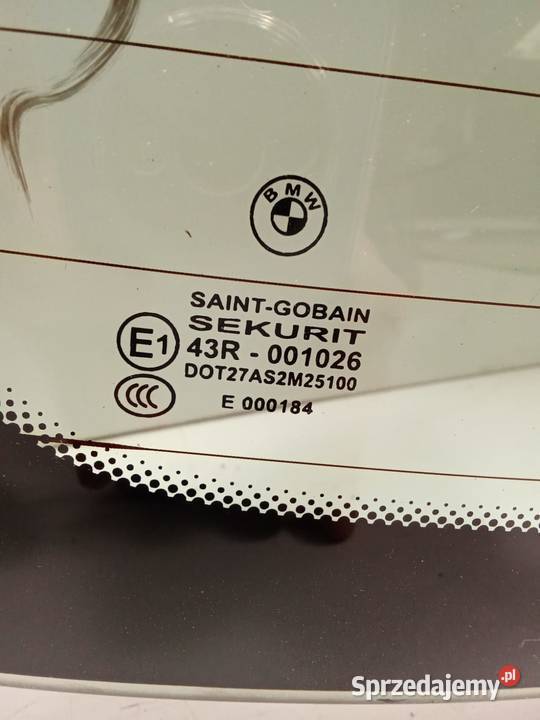 BMW
SAINT-GOBAIN
SEKURIT
E1 43R - 001026
DOT27AS2M25100
CCC E 000184
Sprzedajemy.pl